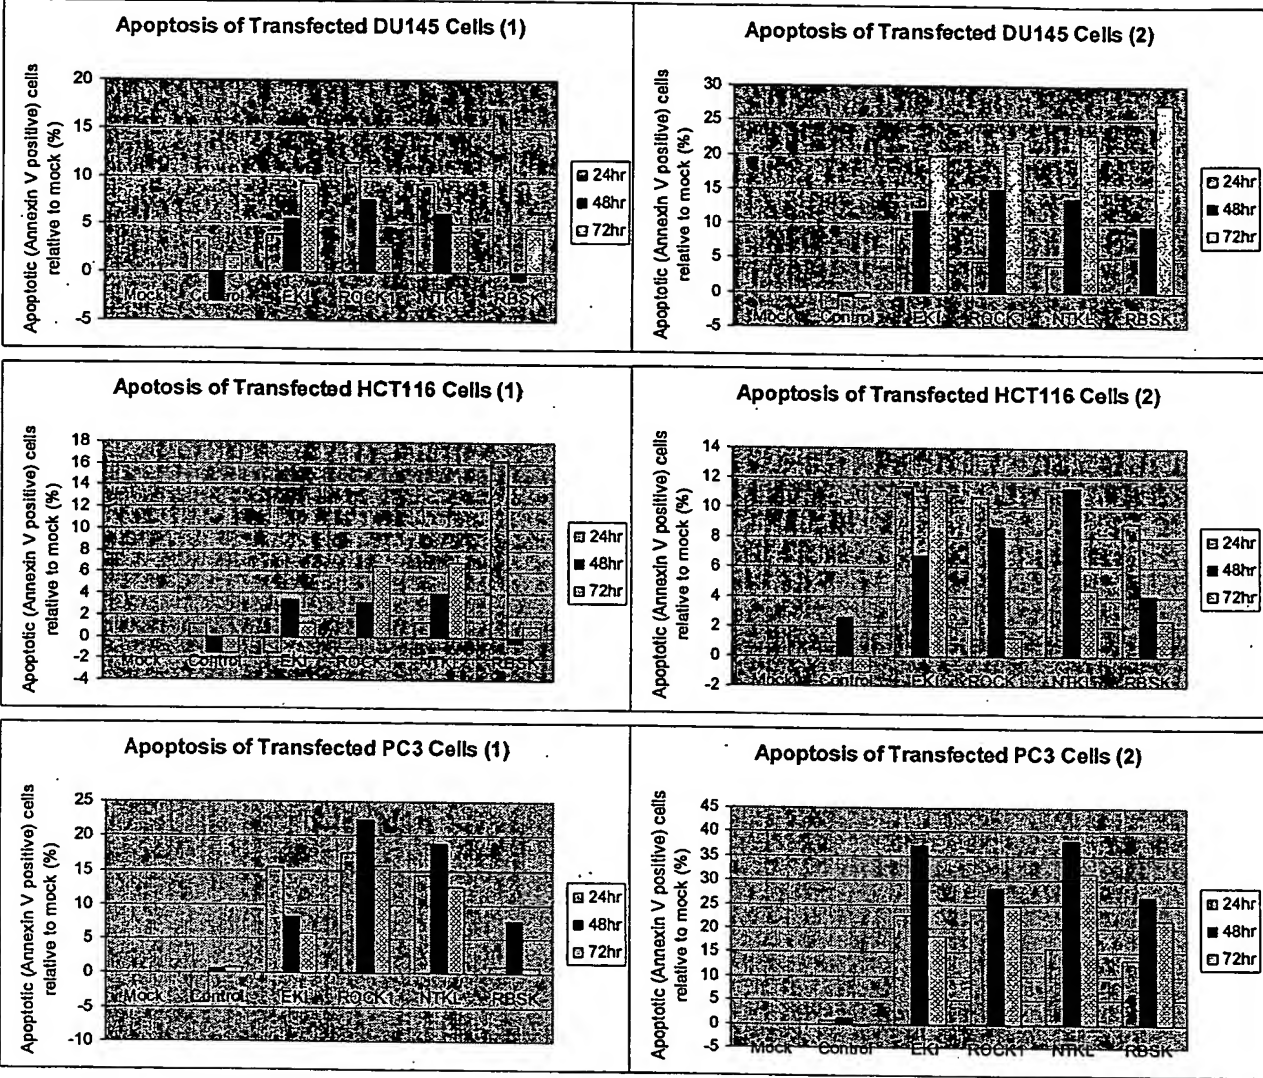 Apoptosis of Transfected DU145 Cells (1)
Apoptotic (Annexin V positive) cells
relative to mock (%)
20
15
10
5
0
-5
Mock Control EKI ROCK1 NTKL RBSK
24hr
48hr
72hr
Apoptosis of Transfected DU145 Cells (2)
Apoptotic (Annexin V positive) cells
relative to mock (%)
30
25
20
15
10
5
0
-5
Mock Control EKI ROCK1 NTKL RBSK
24hr
48hr
72hr
Apotosis of Transfected HCT116 Cells (1)
Apoptotic (Annexin V positive) cells
relative to mock (%)
18
16
14
12
10
8
6
4
2
0
-2
-4
Mock Control EKI ROCK1 NTKL RBSK
24hr
48hr
72hr
Apoptosis of Transfected HCT116 Cells (2)
Apoptotic (Annexin V positive) cells
relative to mock (%)
14
12
10
8
6
4
2
0
-2
Mock Control EKI ROCK1 NTKL RBSK
24hr
48hr
72hr
Apoptosis of Transfected PC3 Cells (1)
Apoptotic (Annexin V positive) cells
relative to mock (%)
25
20
15
10
5
0
-5
-10
Mock Control EKI ROCK1 NTKL RBSK
24hr
48hr
72hr
Apoptosis of Transfected PC3 Cells (2)
Apoptotic (Annexin V positive) cells
relative to mock (%)
45
40
35
30
25
20
15
10
5
0
-5
Mock Control EKI ROCK1 NTKL RBSK
24hr
48hr
72hr